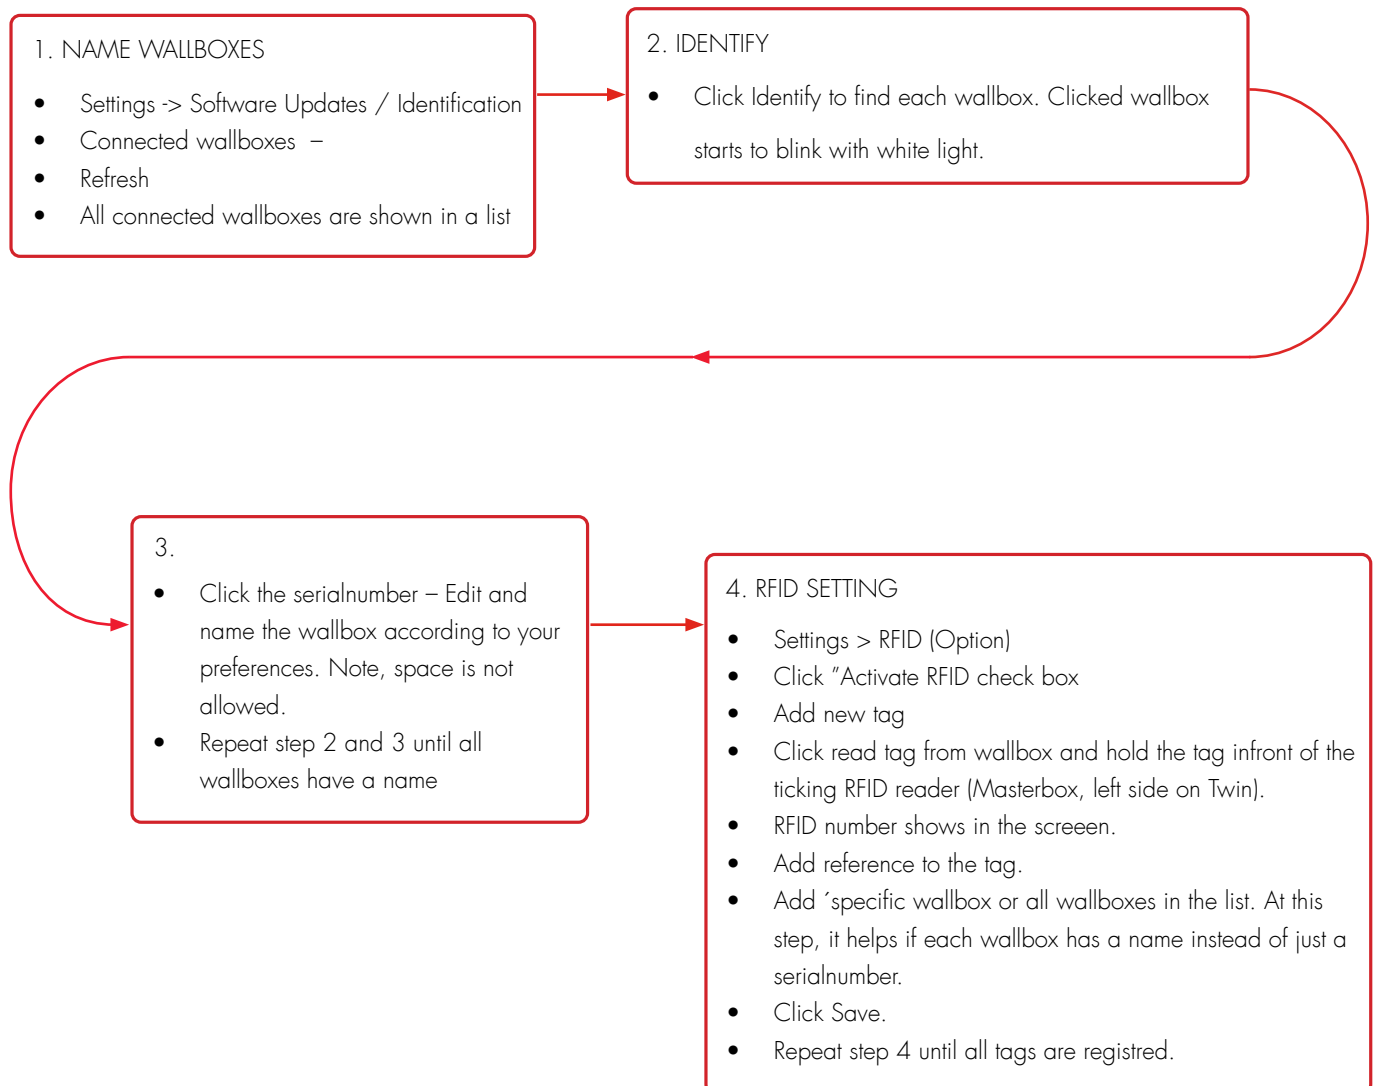 1. NAME WALLBOXES
• Settings -> Software Updates / Identification
• Connected wallboxes –
• Refresh
• All connected wallboxes are shown in a list
2. IDENTIFY
• Click Identify to find each wallbox. Clicked wallbox
starts to blink with white light.
3.
• Click the serialnumber – Edit and
name the wallbox according to your
preferences. Note, space is not
allowed.
• Repeat step 2 and 3 until all
wallboxes have a name
4. RFID SETTING
• Settings > RFID (Option)
• Click ”Activate RFID check box
• Add new tag
• Click read tag from wallbox and hold the tag infront of the
ticking RFID reader (Masterbox, left side on Twin).
• RFID number shows in the screeen.
• Add reference to the tag.
• Add ´specific wallbox or all wallboxes in the list. At this
step, it helps if each wallbox has a name instead of just a
serialnumber.
• Click Save.
• Repeat step 4 until all tags are registred.